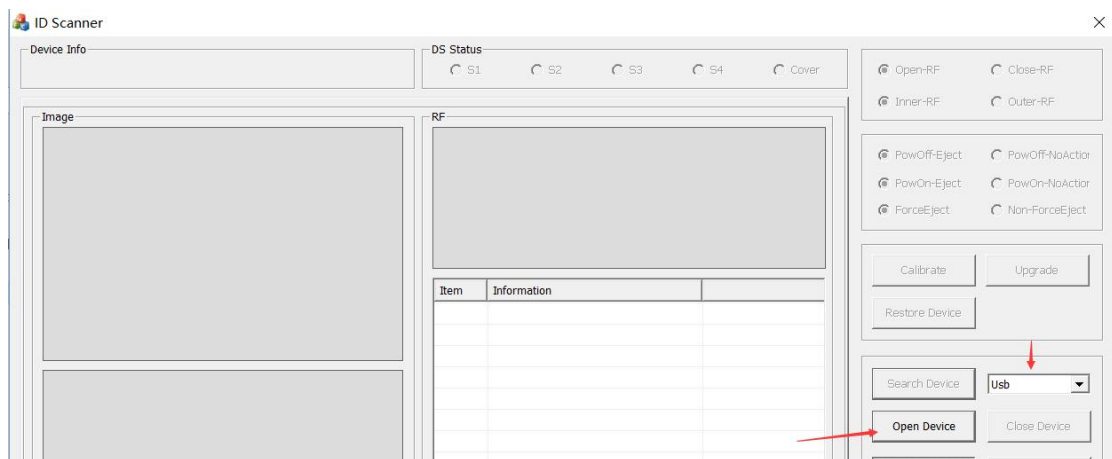 ID Scanner
Device Info
DS Status
S1 S2 S3 S4 Cover
Open-RF Close-RF
Inner-RF Outer-RF
Image
RF
PowOff-Eject PowOff-NoAction
PowOn-Eject PowOn-NoAction
ForceEject Non-ForceEject
Calibrate Upgrade
Item Information
Restore Device
Search Device Usb
Open Device Close Device